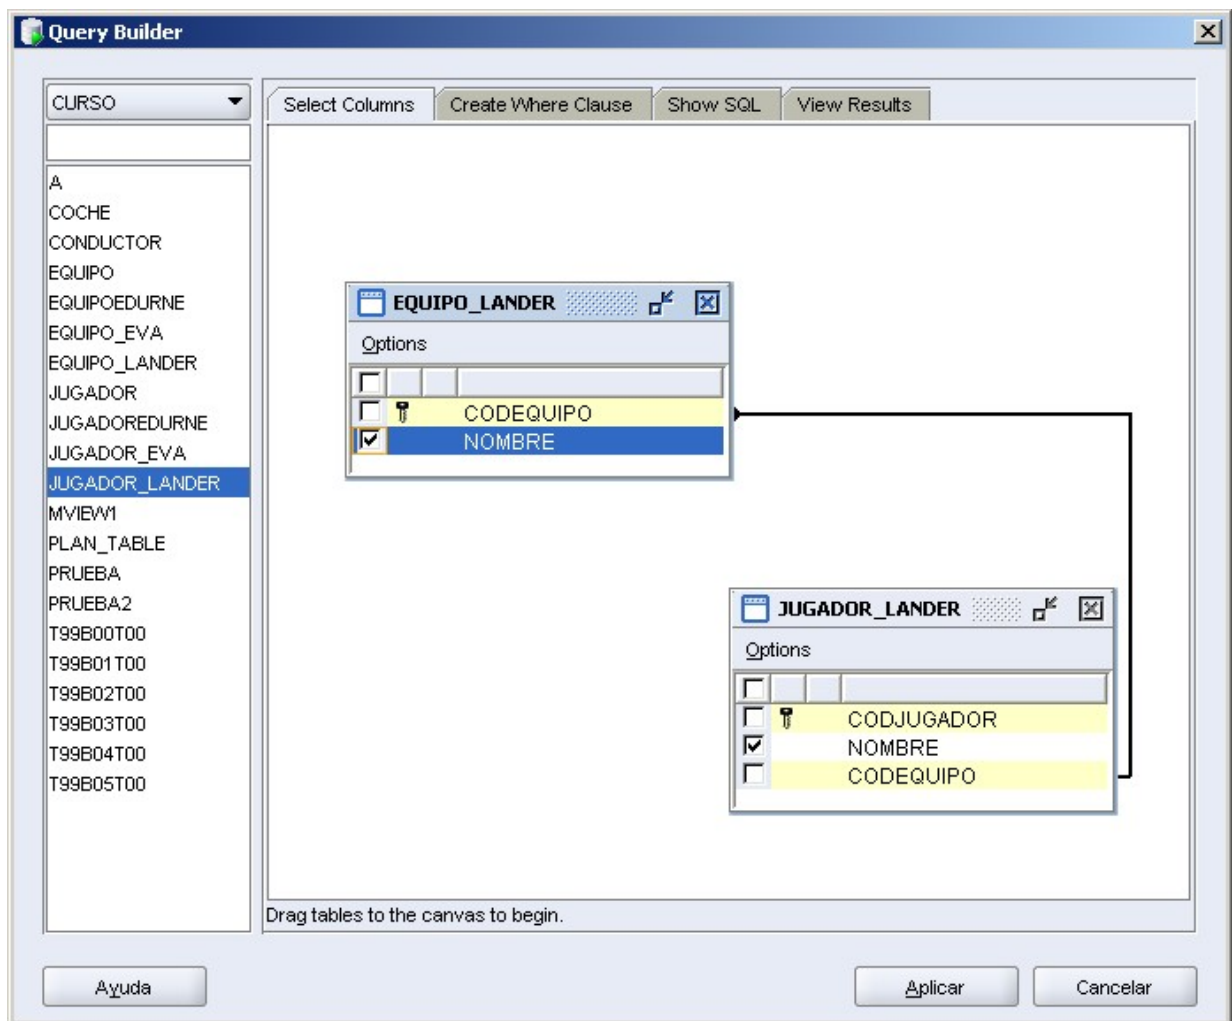 Query Builder
CURSO
Select Columns
Create Where Clause
Show SQL
View Results
A
COCHE
CONDUCTOR
EQUIPO
EQUIPOEDURNE
EQUIPO_EVA
EQUIPO_LANDER
JUGADOR
JUGADOREDURNE
JUGADOR_EVA
JUGADOR_LANDER
MVIEW1
PLAN_TABLE
PRUEBA
PRUEBA2
T99B00T00
T99B01T00
T99B02T00
T99B03T00
T99B04T00
T99B05T00
EQUIPO_LANDER
Options
CODEQUIPO
NOMBRE
JUGADOR_LANDER
Options
CODJUGADOR
NOMBRE
CODEQUIPO
Drag tables to the canvas to begin.
Ayuda
Aplicar
Cancelar